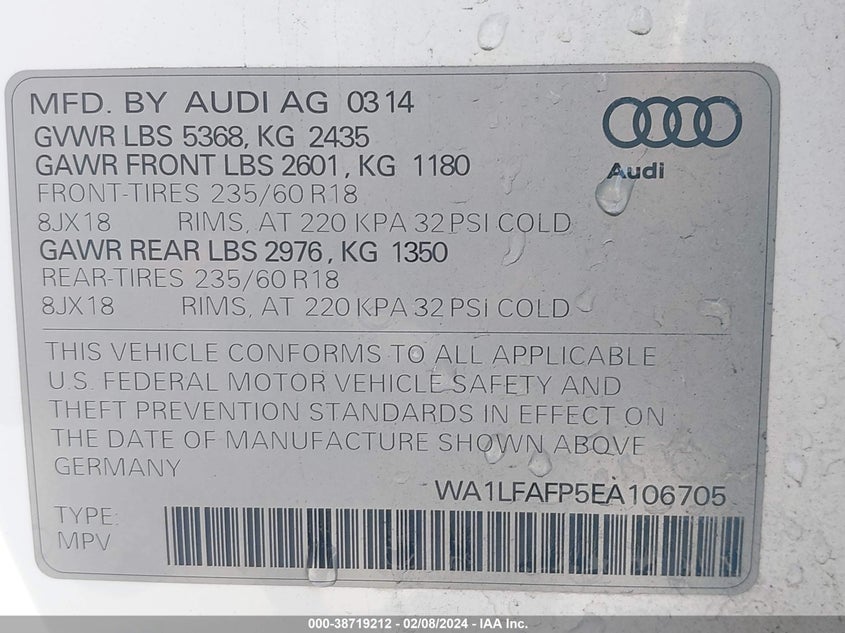 MFD. BY AUDI AG 0314
GVWR LBS 5368, KG 2435
GAWR FRONT LBS 2601, KG 1180
FRONT-TIRES 235/60 R18
8JX18 RIMS, AT 220 KPA 32 PSI COLD
GAWR REAR LBS 2976, KG 1350
REAR-TIRES 235/60 R18
8JX18 RIMS, AT 220 KPA 32 PSI COLD
Audi
THIS VEHICLE CONFORMS TO ALL APPLICABLE
U.S. FEDERAL MOTOR VEHICLE SAFETY AND
THEFT PREVENTION STANDARDS IN EFFECT ON
THE DATE OF MANUFACTURE SHOWN ABOVE
GERMANY
WA1LFAFP5EA106705
TYPE:
MPV
000-38719212 - 02/08/2024 - IAA Inc.